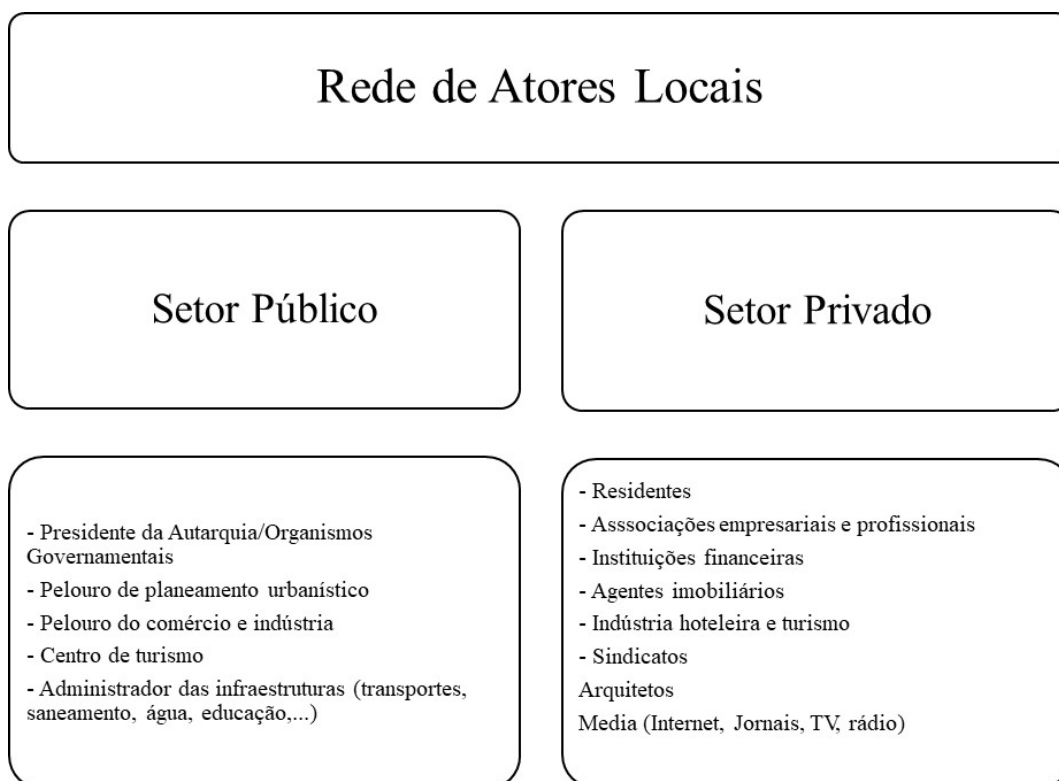 Rede de Atores Locais
Setor Público
Setor Privado
- Presidente da Autarquia/Organismos
Governamentais
- Pelouro de planeamento urbanístico
- Pelouro do comércio e indústria
- Centro de turismo
- Administrador das infraestruturas (transportes,
saneamento, água, educação,...)
- Residentes
- Asssociações empresariais e profissionais
- Instituições financeiras
- Agentes imobiliários
- Indústria hoteleira e turismo
- Sindicatos
Arquitetos
Media (Internet, Jornais, TV, rádio)